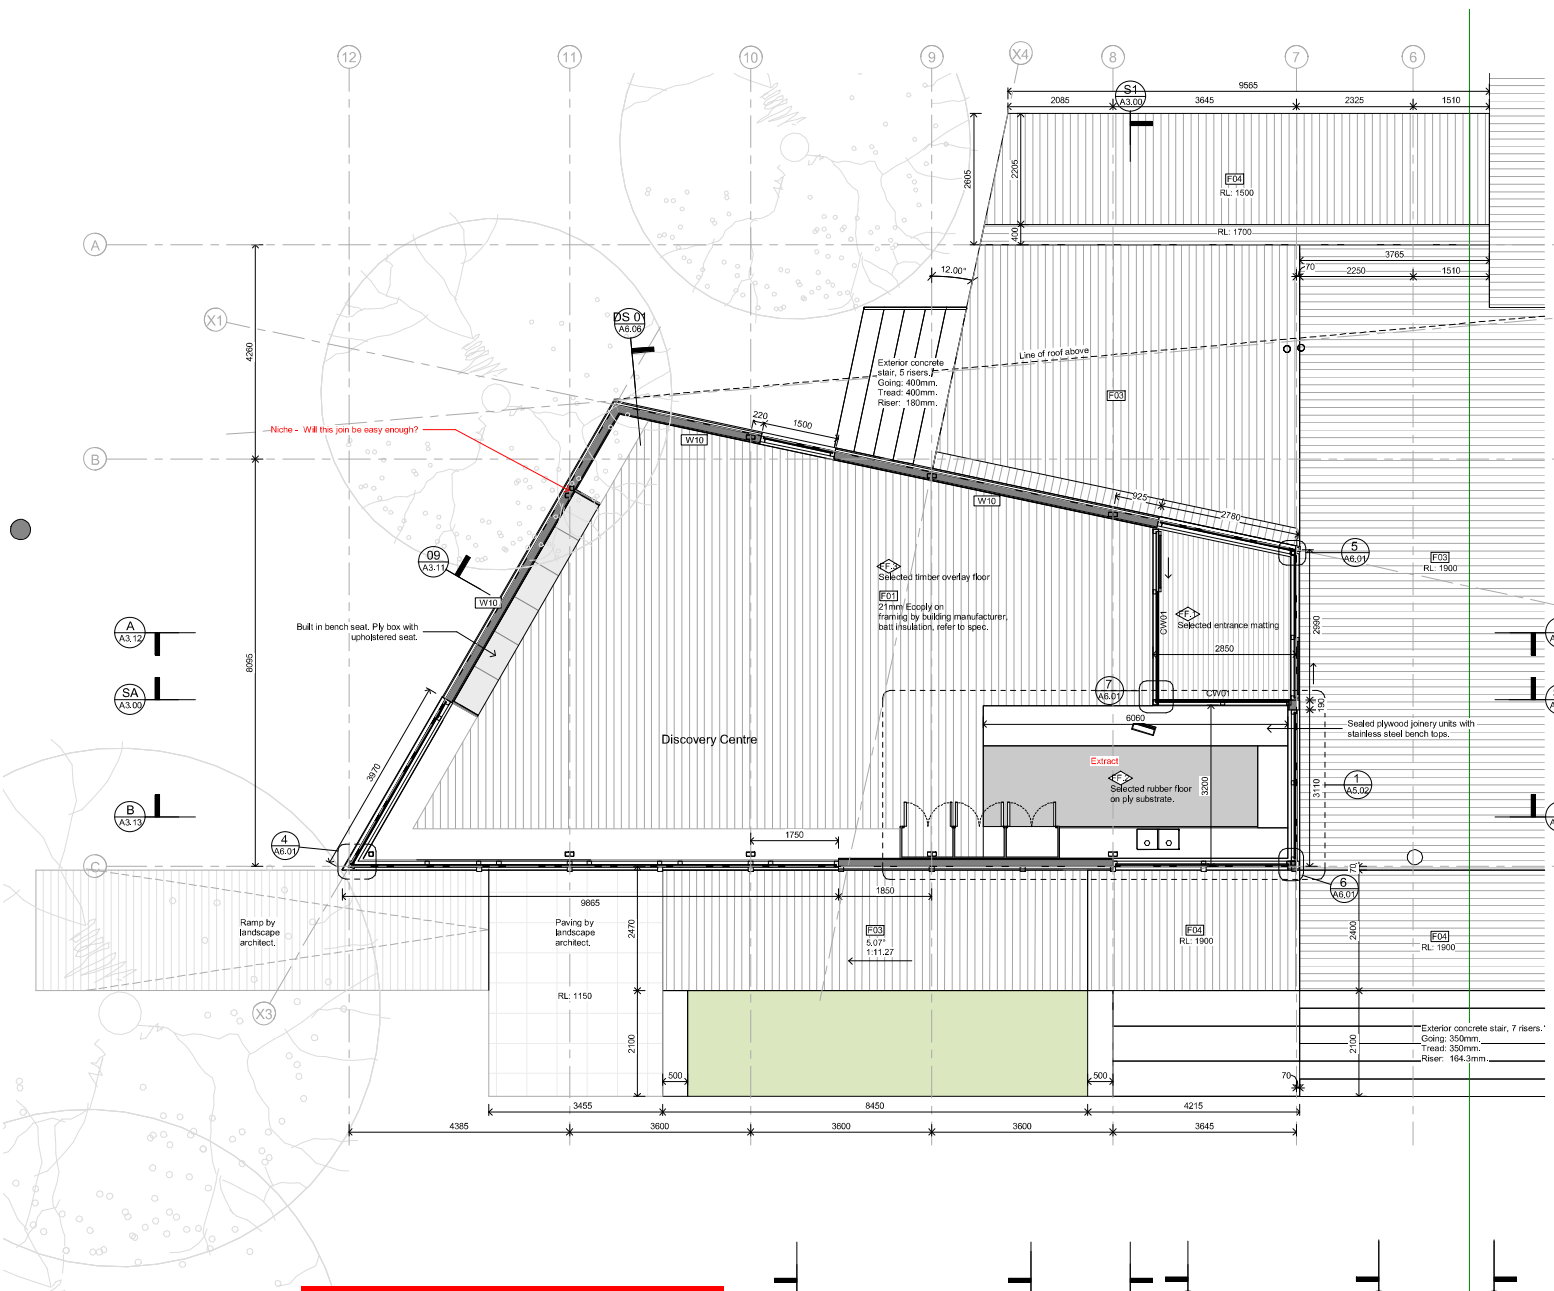 12
11
10
9
X4
8
7
6
9565
S1
A3.00
2085
3645
2325
1510
2605
2205
F04
RL: 1500
400
RL: 1700
A
3765
70
2250
1510
12.00°
X1
DS 01
A6.06
4260
Line of roof above
Exterior concrete
stair, 5 risers.
Going: 400mm.
Tread: 400mm.
Riser: 180mm.
F03
Niche - Will this join be easy enough?
W10
220
1500
B
W10
925
2780
09
A3.11
5
A6.01
F03
RL: 1900
Selected timber overlay floor
F01
21mm Ecoply on
framing by building manufacturer,
batt insulation, refer to spec.
W10
FF.1
Selected entrance matting
CW01
2990
Built in bench seat. Ply box with
upholstered seat.
A
A3.12
2850
8095
SA
A3.00
7
A6.01
CW01
190
6060
Sealed plywood joinery units with
stainless steel bench tops.
Discovery Centre
Extract
Selected rubber floor
on ply substrate.
3200
3110
1
A5.02
3970
B
A3.13
4
A6.01
1750
C
70
6
A6.01
9865
1850
Ramp by
landscape
architect.
Paving by
landscape
architect.
2470
F03
5.07°
1:11.27
F04
RL: 1900
2400
F04
RL: 1900
RL: 1150
X3
2100
2100
Exterior concrete stair, 7 risers.
Going: 350mm.
Tread: 350mm.
Riser: 164.3mm.
500
500
70
3455
8450
4215
4385
3600
3600
3600
3645